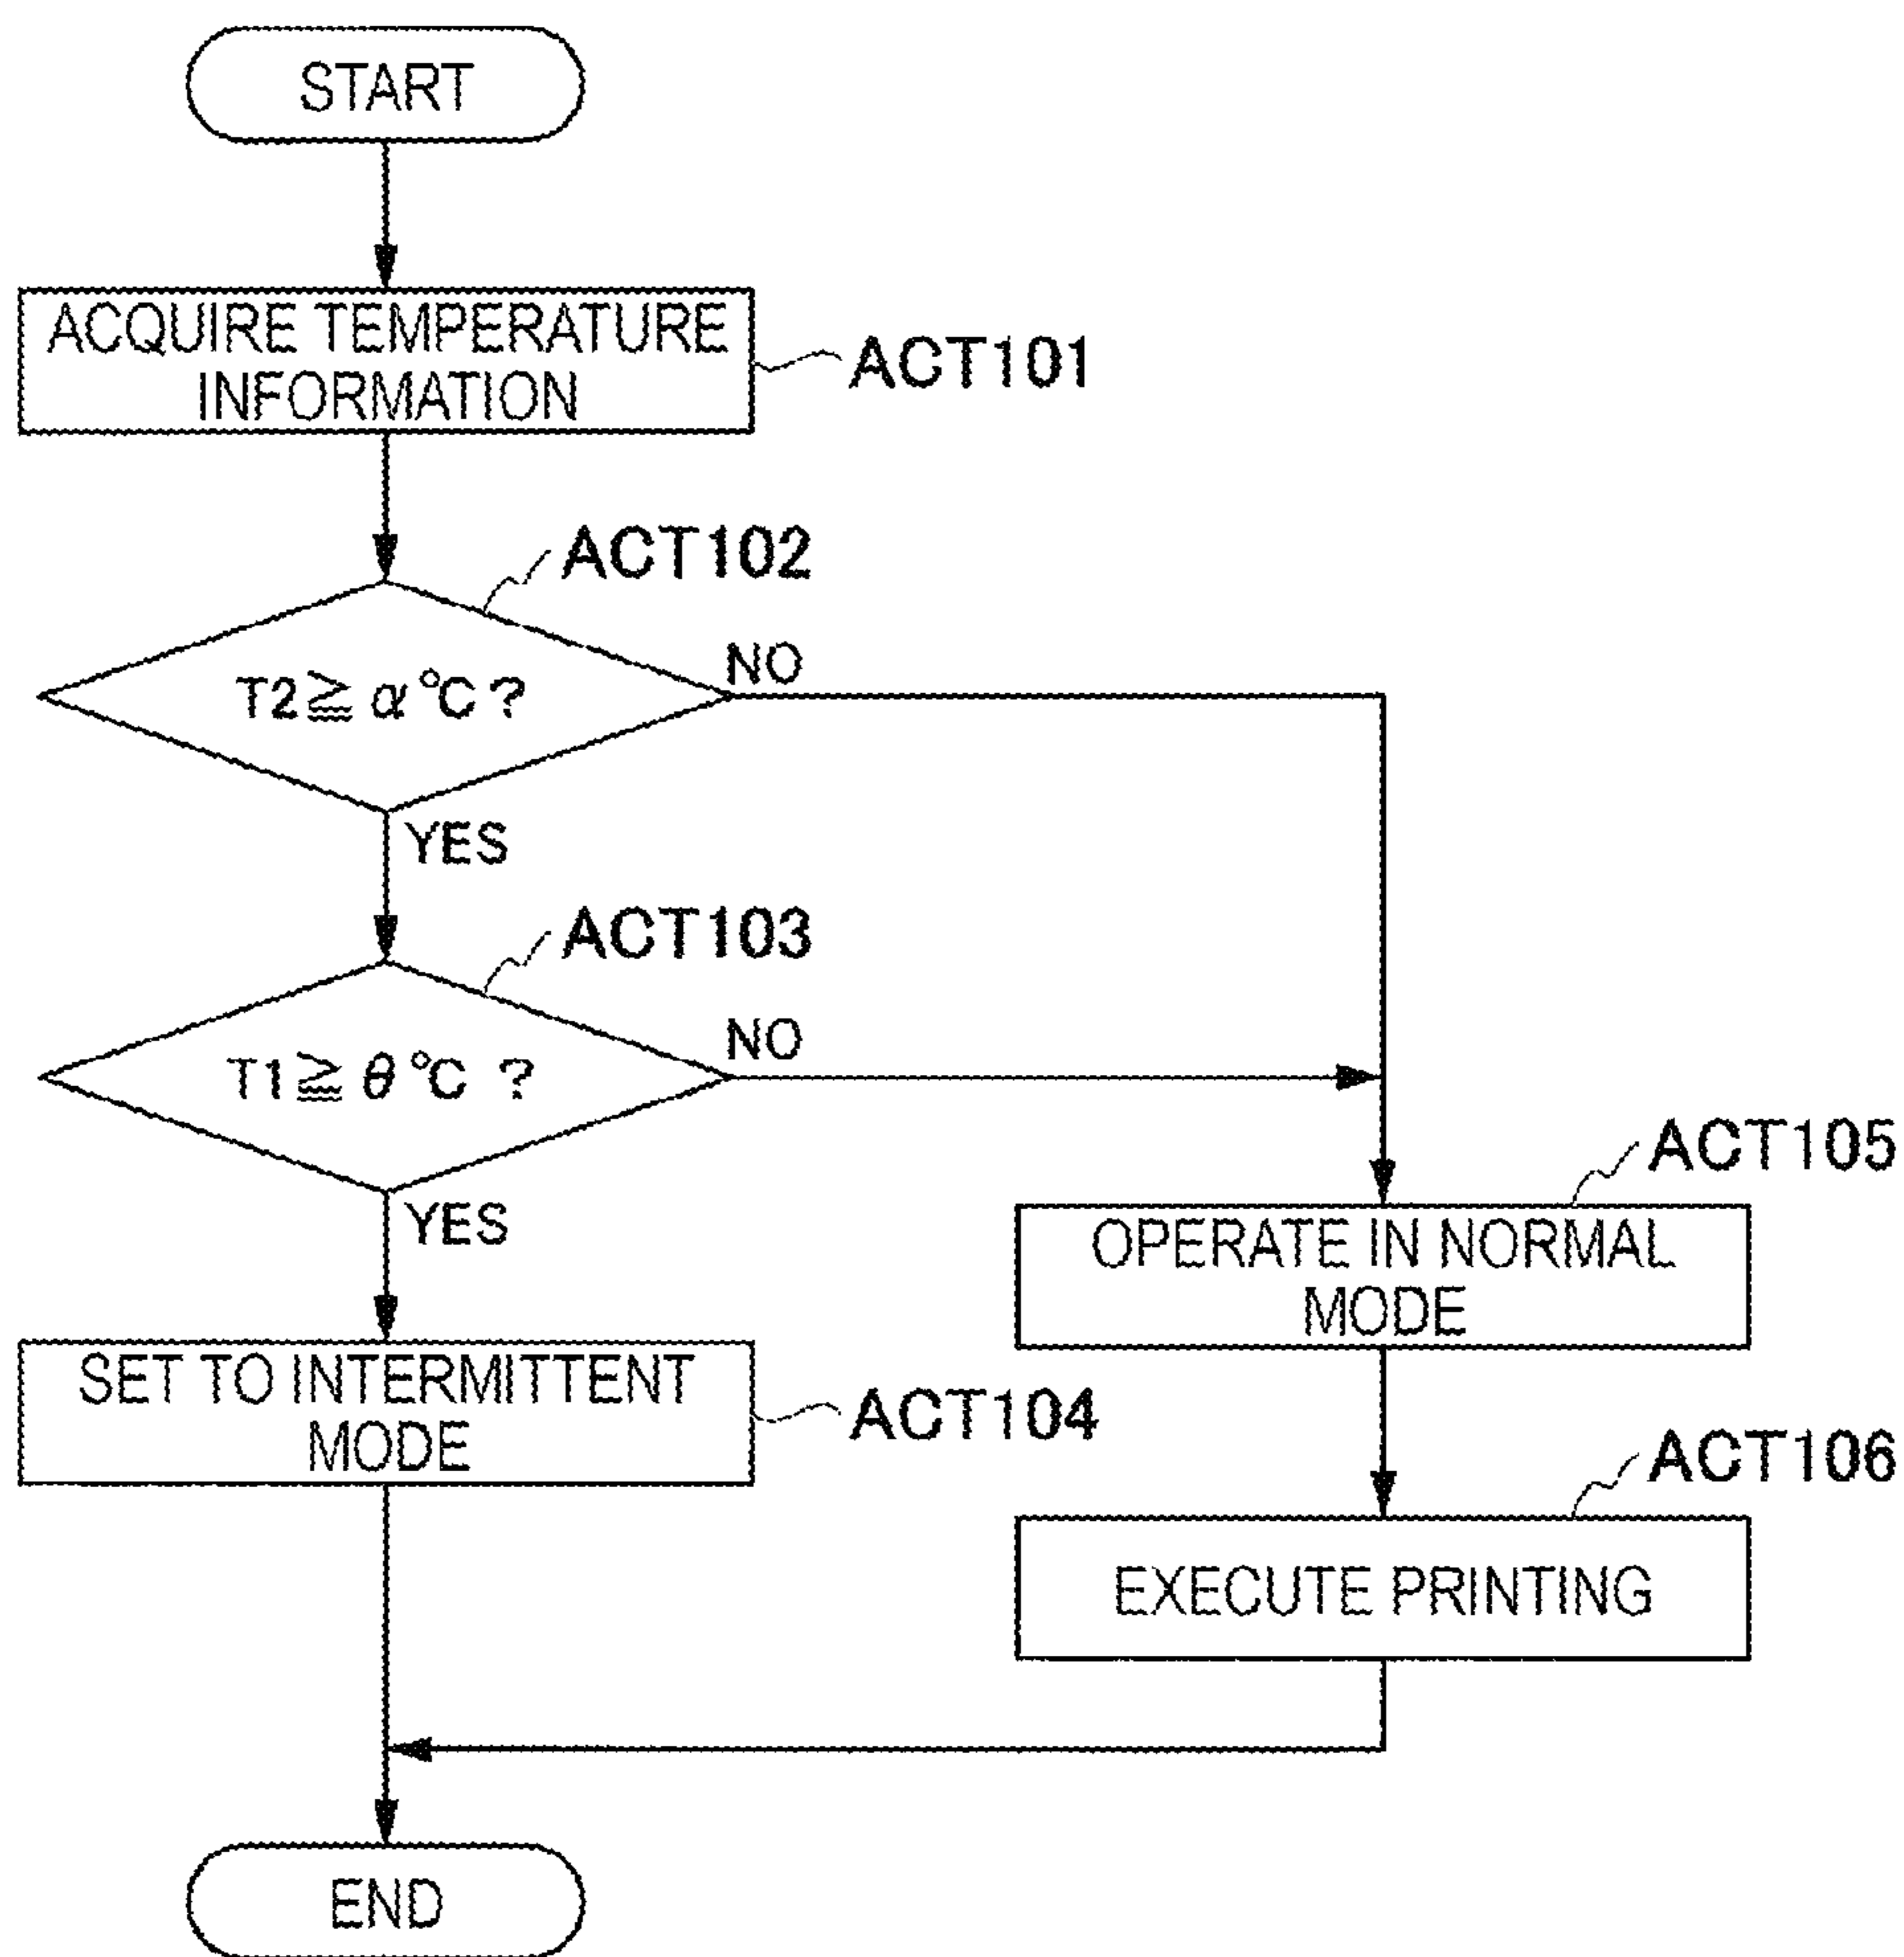 START
ACQUIRE TEMPERATURE
INFORMATION
ACT101
ACT102
T2≧α℃?
NO
YES
ACT103
T1≧θ℃ ?
NO
YES
ACT105
OPERATE IN NORMAL
MODE
SET TO INTERMITTENT
MODE
ACT104
ACT106
EXECUTE PRINTING
END